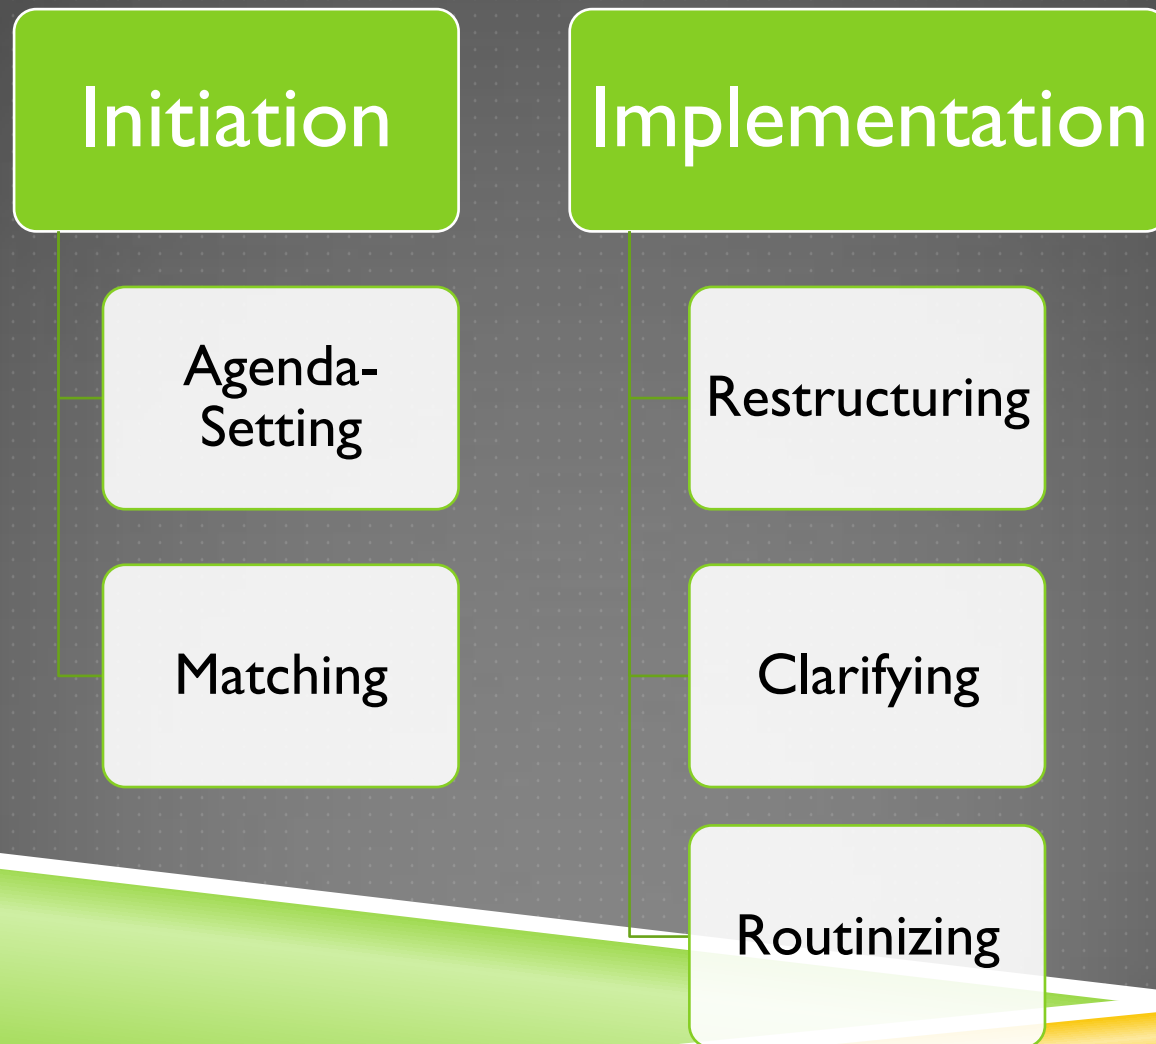 Initiation
Agenda-
Setting
Matching
Implementation
Restructuring
Clarifying
Routinizing